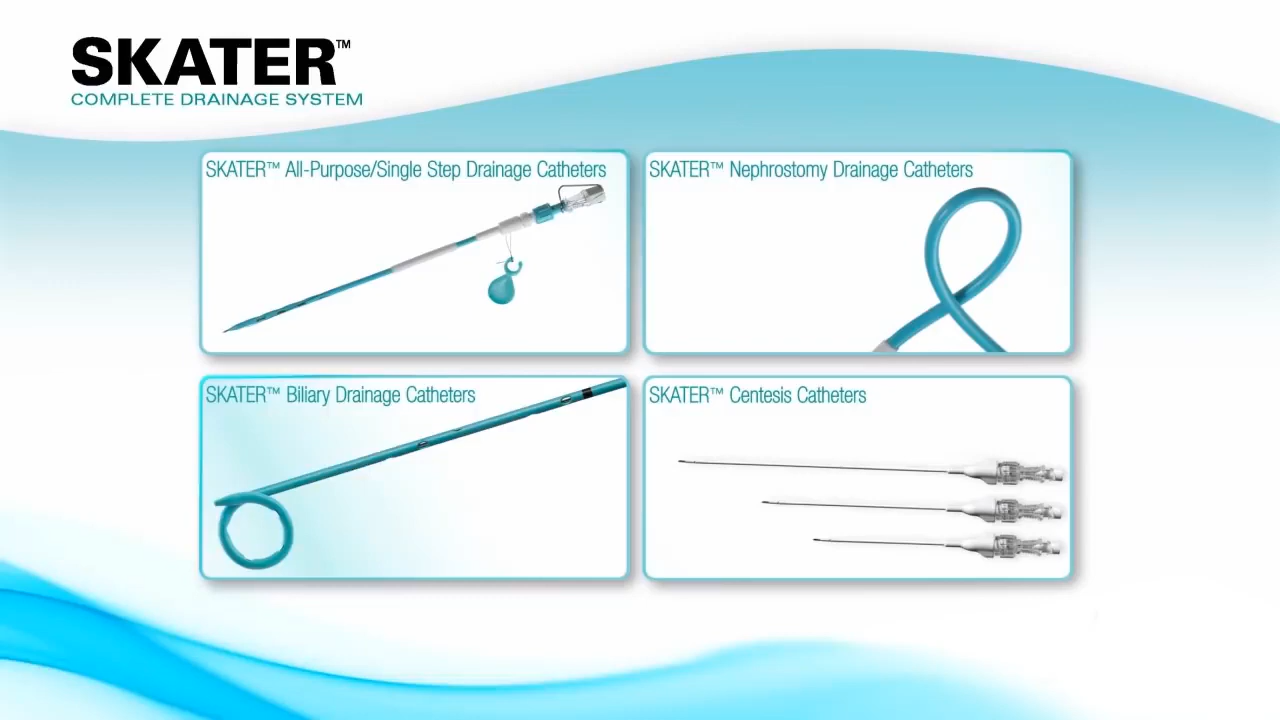 SKATER™
COMPLETE DRAINAGE SYSTEM
SKATER™ All-Purpose/Single Step Drainage Catheters
SKATER™ Nephrostomy Drainage Catheters
SKATER™ Biliary Drainage Catheters
SKATER™ Centesis Catheters